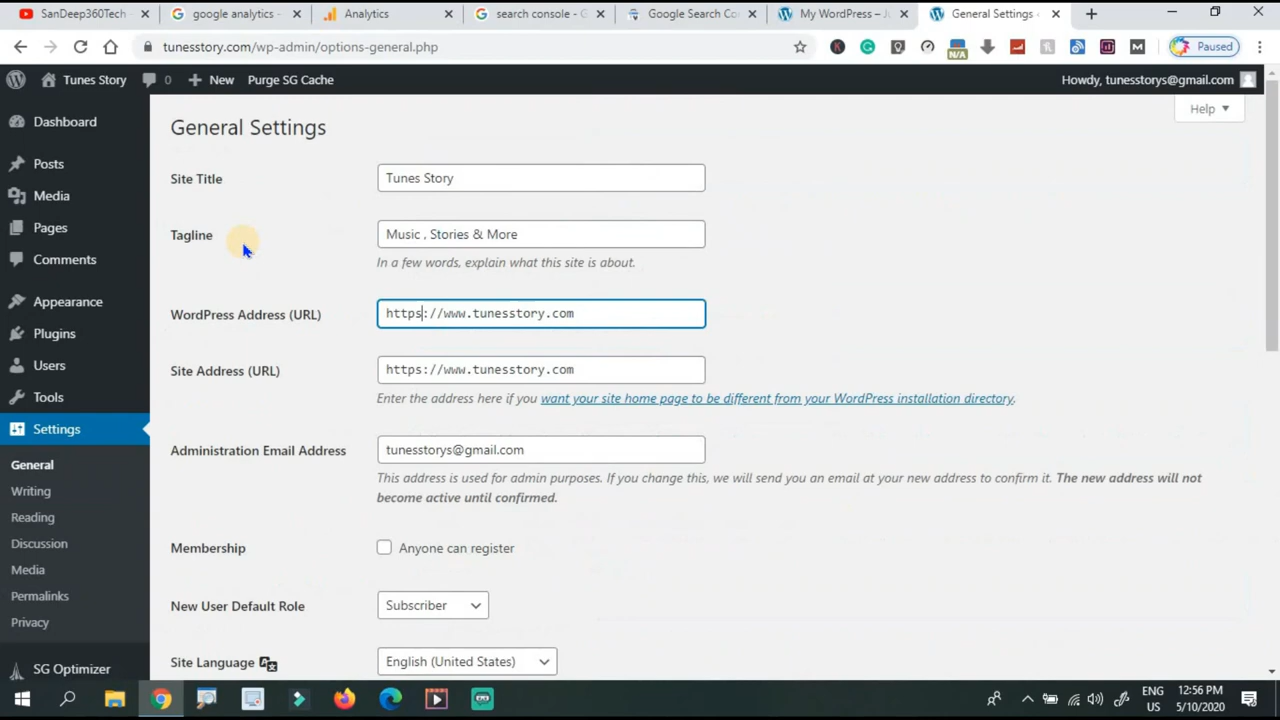 SanDeep360Tech -
google analytics -
Analytics
search console - G
Google Search Co
My WordPress – Ju
General Settings
tunesstory.com/wp-admin/options-general.php
N/A
Paused
Tunes Story
0
New
Purge SG Cache
Howdy, tunesstorys@gmail.com
Help
Dashboard
Posts
Media
Pages
Comments
Appearance
Plugins
Users
Tools
Settings
General
Writing
Reading
Discussion
Media
Permalinks
Privacy
SG Optimizer
General Settings
Site Title
Tunes Story
Tagline
Music , Stories & More
In a few words, explain what this site is about.
WordPress Address (URL)
https://www.tunesstory.com
Site Address (URL)
https://www.tunesstory.com
Enter the address here if you want your site home page to be different from your WordPress installation directory.
Administration Email Address
tunesstorys@gmail.com
This address is used for admin purposes. If you change this, we will send you an email at your new address to confirm it. The new address will not
become active until confirmed.
Membership
Anyone can register
New User Default Role
Subscriber
Site Language
English (United States)
ENG
US
12:56 PM
5/10/2020